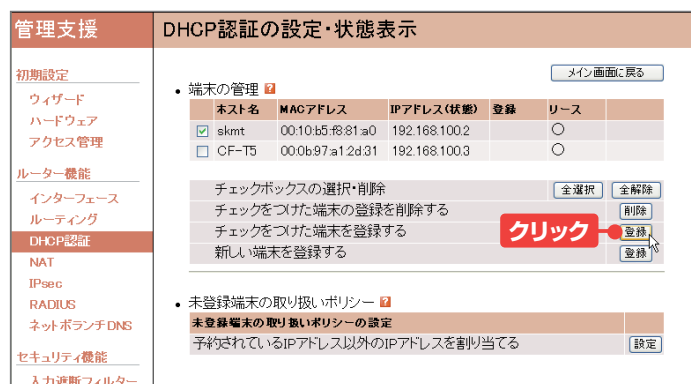 管理支援
DHCP認証の設定・状態表示
初期設定
ウィザード
ハードウェア
アクセス管理
ルーター機能
インターフェース
ルーティング
DHCP認証
NAT
IPsec
RADIUS
ネットボランチDNS
セキュリティ機能
入力遮断フィルター
メイン画面に戻る
• 端末の管理 ?
ホスト名 MACアドレス IPアドレス(状態) 登録 リース
skmt 00:10:b5:f8:81:a0 192.168.100.2 ○
CF-T5 00:0b:97:a1:2d:31 192.168.100.3 ○
チェックボックスの選択・削除 全選択 全解除
チェックをつけた端末の登録を削除する 削除
チェックをつけた端末を登録する クリック 登録
新しい端末を登録する 登録
• 未登録端末の取り扱いポリシー ?
未登録端末の取り扱いポリシーの設定
予約されているIPアドレス以外のIPアドレスを割り当てる 設定